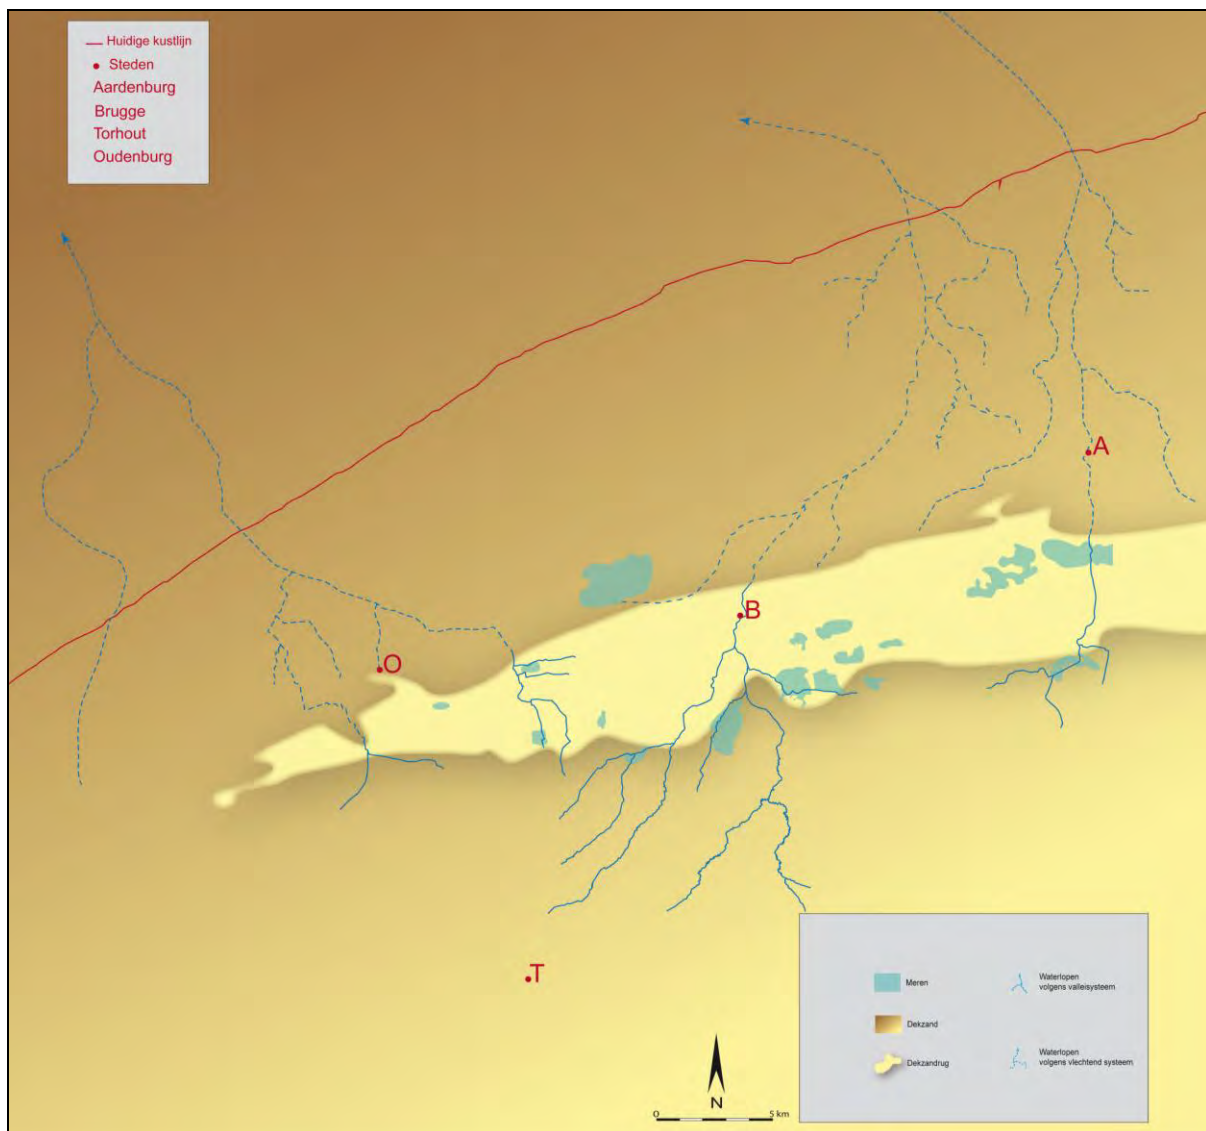 Huidige kustlijn
Steden
Aardenburg
Brugge
Torhout
Oudenburg
A
B
O
T
Meren
Waterlopen
volgens valleisysteem
Dekzand
Dekzandrug
Waterlopen
volgens vlechtend systeem
N
0 5 km